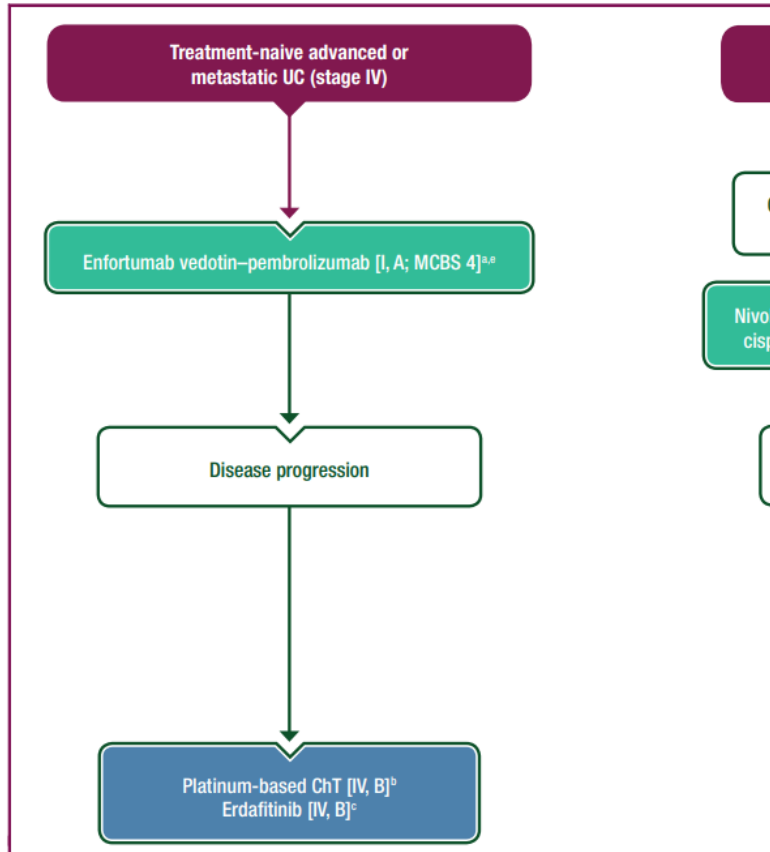 Treatment-naive advanced or
metastatic UC (stage IV)
Enfortumab vedotin–pembrolizumab [I, A; MCBS 4]a,e
Disease progression
Platinum-based ChT [IV, B]b
Erdafitinib [IV, B]c
Nivo
cisp